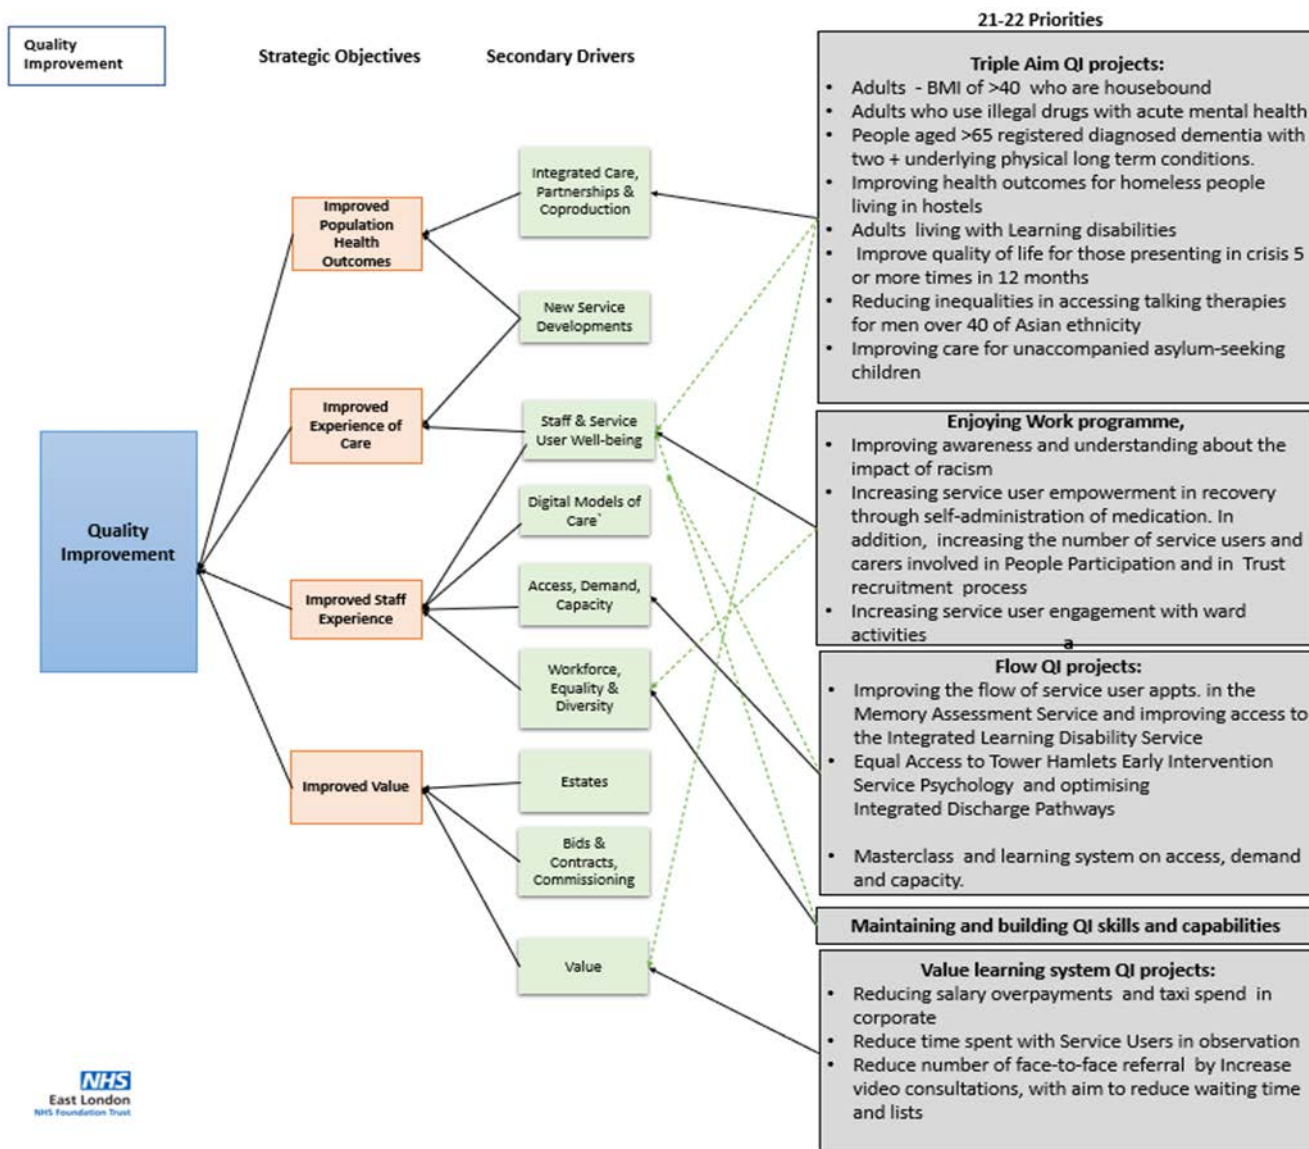 21-22 Priorities
Quality
Improvement
Strategic Objectives
Secondary Drivers
Quality
Improvement
Improved
Population
Health
Outcomes
Improved
Experience of
Care
Improved Staff
Experience
Improved Value
Integrated Care,
Partnerships &
Coproduction
New Service
Developments
Staff & Service
User Well-being
Digital Models of
Care`
Access, Demand,
Capacity
Workforce,
Equality &
Diversity
Estates
Bids &
Contracts,
Commissioning
Value
Triple Aim QI projects:
• Adults - BMI of >40 who are housebound
• Adults who use illegal drugs with acute mental health
• People aged >65 registered diagnosed dementia with
two + underlying physical long term conditions.
• Improving health outcomes for homeless people
living in hostels
• Adults living with Learning disabilities
• Improve quality of life for those presenting in crisis 5
or more times in 12 months
• Reducing inequalities in accessing talking therapies
for men over 40 of Asian ethnicity
• Improving care for unaccompanied asylum-seeking
children
Enjoying Work programme,
• Improving awareness and understanding about the
impact of racism
• Increasing service user empowerment in recovery
through self-administration of medication. In
addition, increasing the number of service users and
carers involved in People Participation and in Trust
recruitment process
• Increasing service user engagement with ward
activities
a
Flow QI projects:
• Improving the flow of service user appts. in the
Memory Assessment Service and improving access to
the Integrated Learning Disability Service
• Equal Access to Tower Hamlets Early Intervention
Service Psychology and optimising
Integrated Discharge Pathways
• Masterclass and learning system on access, demand
and capacity.
Maintaining and building QI skills and capabilities
Value learning system QI projects:
• Reducing salary overpayments and taxi spend in
corporate
• Reduce time spent with Service Users in observation
• Reduce number of face-to-face referral by Increase
video consultations, with aim to reduce waiting time
and lists
NHS
East London
NHS Foundation Trust